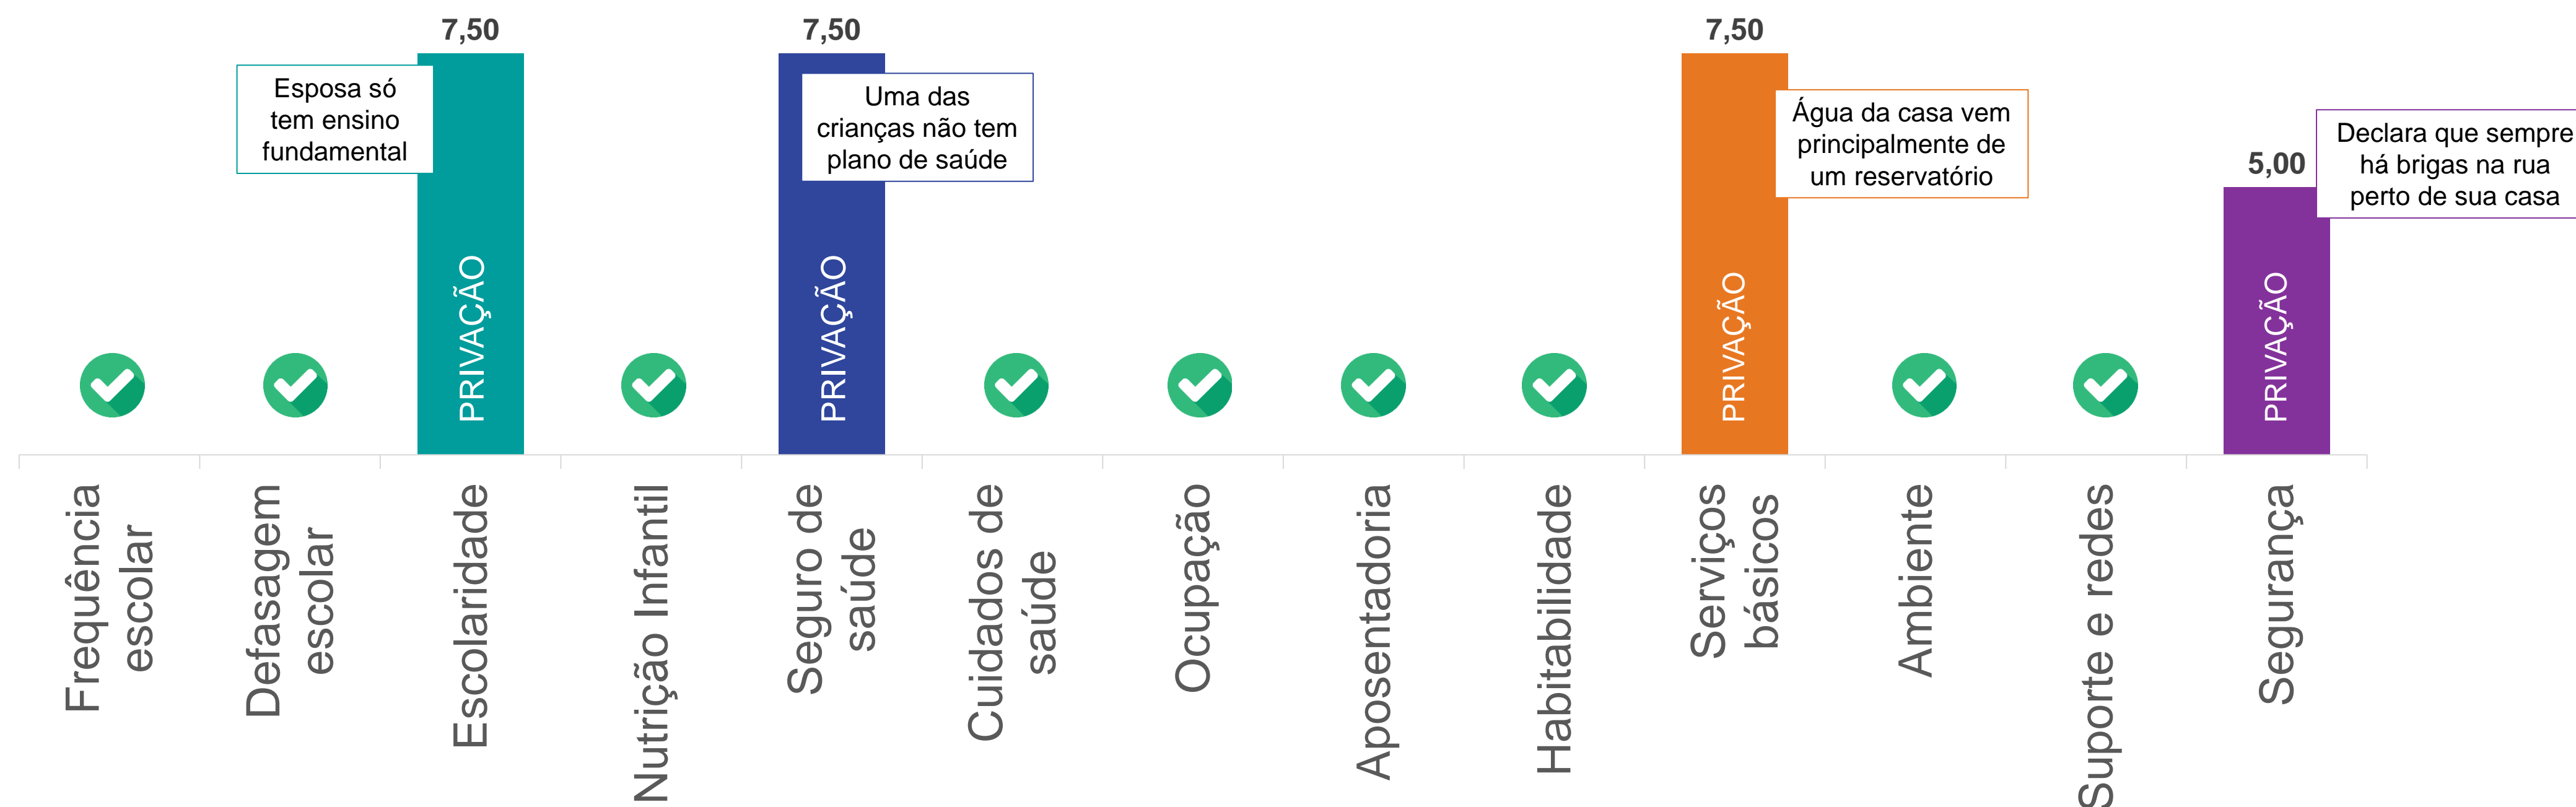 7,50
Esposa só
tem ensino
fundamental
PRIVAÇÃO
7,50
Uma das
crianças não tem
plano de saúde
PRIVAÇÃO
7,50
Água da casa vem
principalmente de
um reservatório
PRIVAÇÃO
5,00
Declara que sempre
há brigas na rua
perto de sua casa
PRIVAÇÃO
Frequência
escolar
Defasagem
escolar
Escolaridade
Nutrição Infantil
Seguro de
saúde
Cuidados de
saúde
Ocupação
Aposentadoria
Habitabilidade
Serviços
básicos
Ambiente
Suporte e redes
Segurança